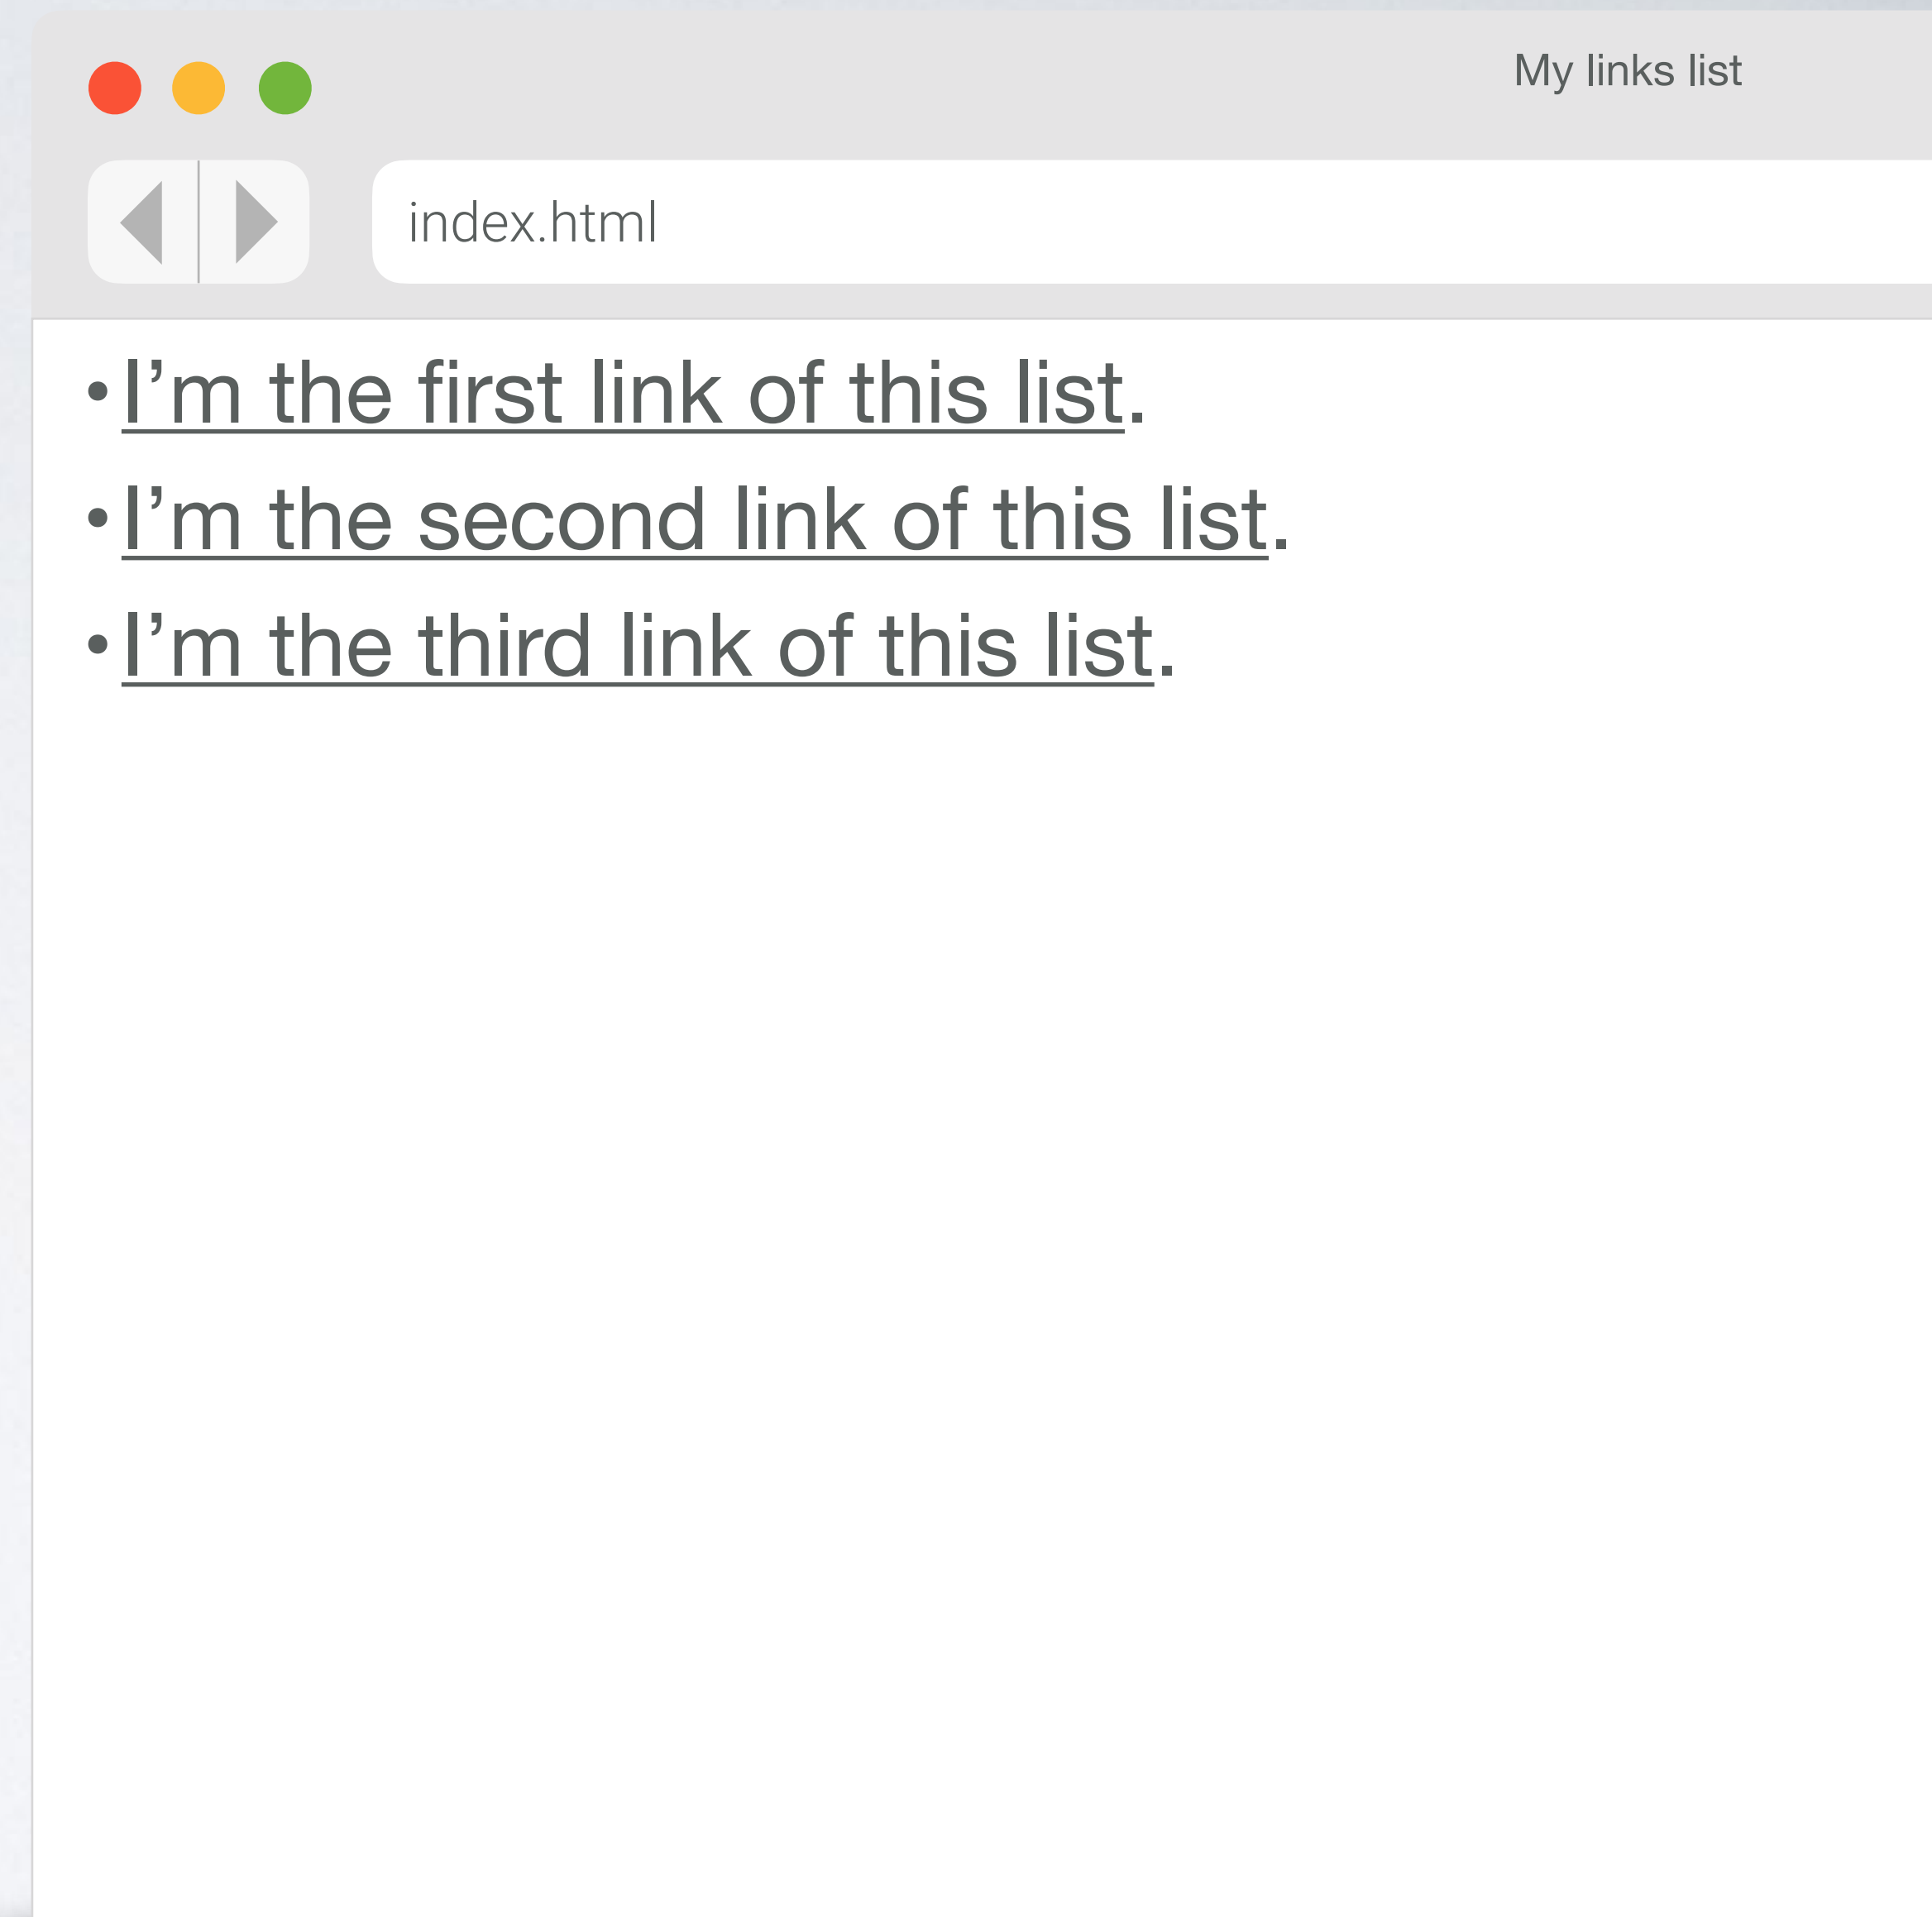 My links list
index.html
•I’m the first link of this list.
•I’m the second link of this list.
•I’m the third link of this list.